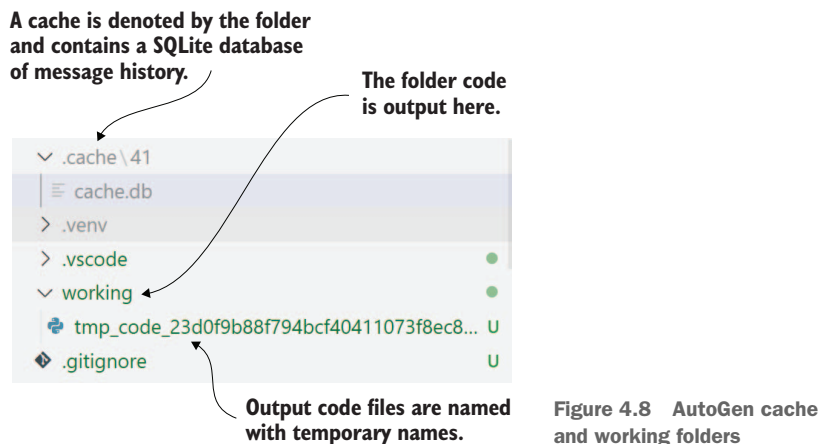 A cache is denoted by the folder
and contains a SQLite database
of message history.
The folder code
is output here.
.cache\41
cache.db
.venv
.vscode
working
tmp_code_23d0f9b88f794bcf40411073f8ec8... U
.gitignore U
Output code files are named
with temporary names.
Figure 4.8 AutoGen cache
and working folders